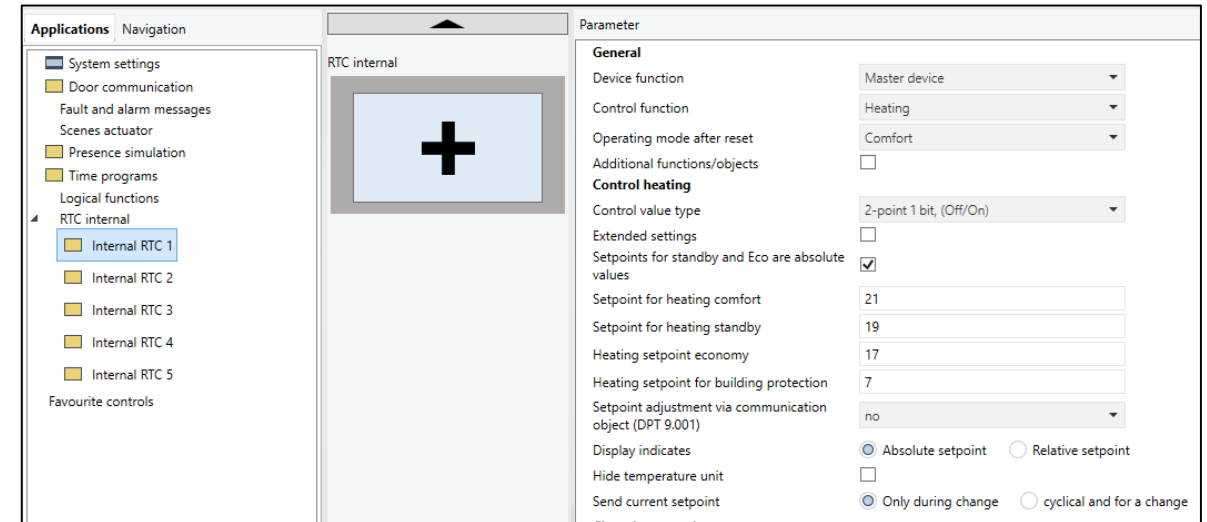 Applications Navigation
System settings
Door communication
Fault and alarm messages
Scenes actuator
Presence simulation
Time programs
Logical functions
RTC internal
Internal RTC 1
Internal RTC 2
Internal RTC 3
Internal RTC 4
Internal RTC 5
Favourite controls
RTC internal
Parameter
General
Device function Master device
Control function Heating
Operating mode after reset Comfort
Additional functions/objects
Control heating
Control value type 2-point 1 bit, (Off/On)
Extended settings
Setpoints for standby and Eco are absolute
values
Setpoint for heating comfort 21
Setpoint for heating standby 19
Heating setpoint economy 17
Heating setpoint for building protection 7
Setpoint adjustment via communication
object (DPT 9.001) no
Display indicates Absolute setpoint Relative setpoint
Hide temperature unit
Send current setpoint Only during change cyclical and for a change